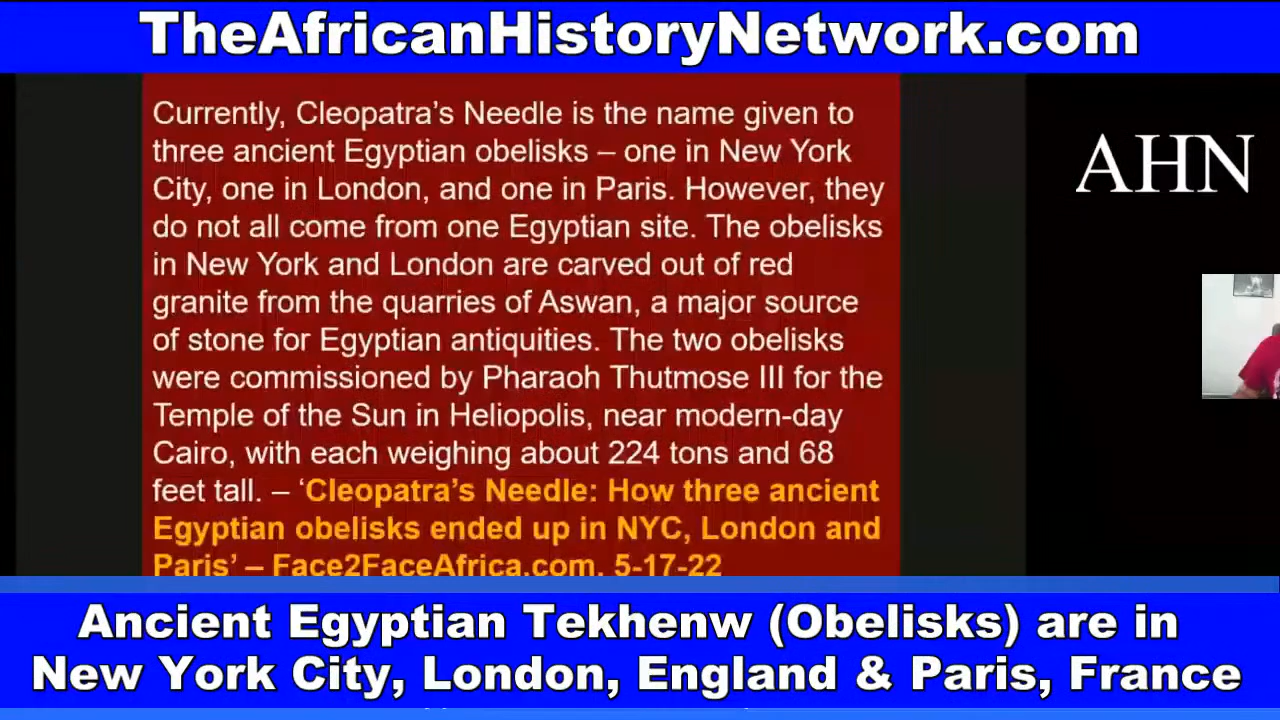 TheAfricanHistoryNetwork.com
Currently, Cleopatra's Needle is the name given to
three ancient Egyptian obelisks – one in New York
City, one in London, and one in Paris. However, they
do not all come from one Egyptian site. The obelisks
in New York and London are carved out of red
granite from the quarries of Aswan, a major source
of stone for Egyptian antiquities. The two obelisks
were commissioned by Pharaoh Thutmose III for the
Temple of the Sun in Heliopolis, near modern-day
Cairo, with each weighing about 224 tons and 68
feet tall. – ‘Cleopatra's Needle: How three ancient
Egyptian obelisks ended up in NYC, London and
Paris’ – Face2FaceAfrica.com, 5-17-22
AHN
Ancient Egyptian Tekhenw (Obelisks) are in
New York City, London, England & Paris, France